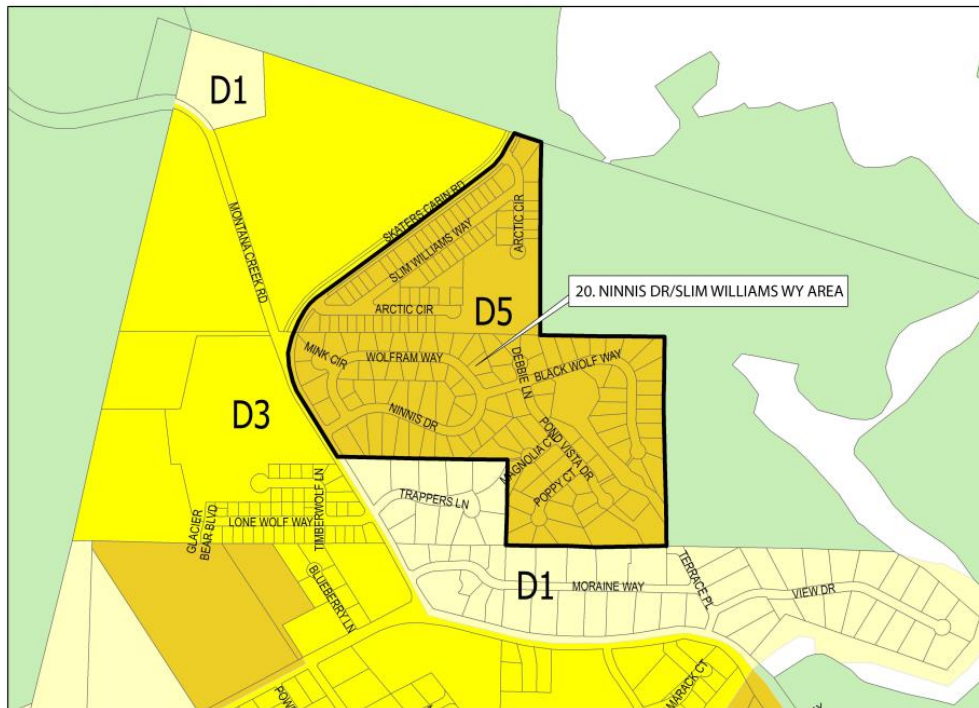 D1
SKATERS CABIN RD
MONTANA CREEK RD
SLIM WILLIAMS WAY
ARCTIC CIR
20. NINNIS DR/SLIM WILLIAMS WY AREA
ARCTIC CIR
D5
MINK CIR
WOLFRAM WAY
DEBBIE LN
BLACK WOLF WAY
D3
NINNIS DR
POND VISTA DR
MAGNOLIA CT
POPPY CT
TRAPPERS LN
TIMBERWOLF LN
LONE WOLF WAY
GLACIER
BEAR BLVD
BLUEBERRY LN
D1
MORAINE WAY
TERRACE PL
VIEW DR